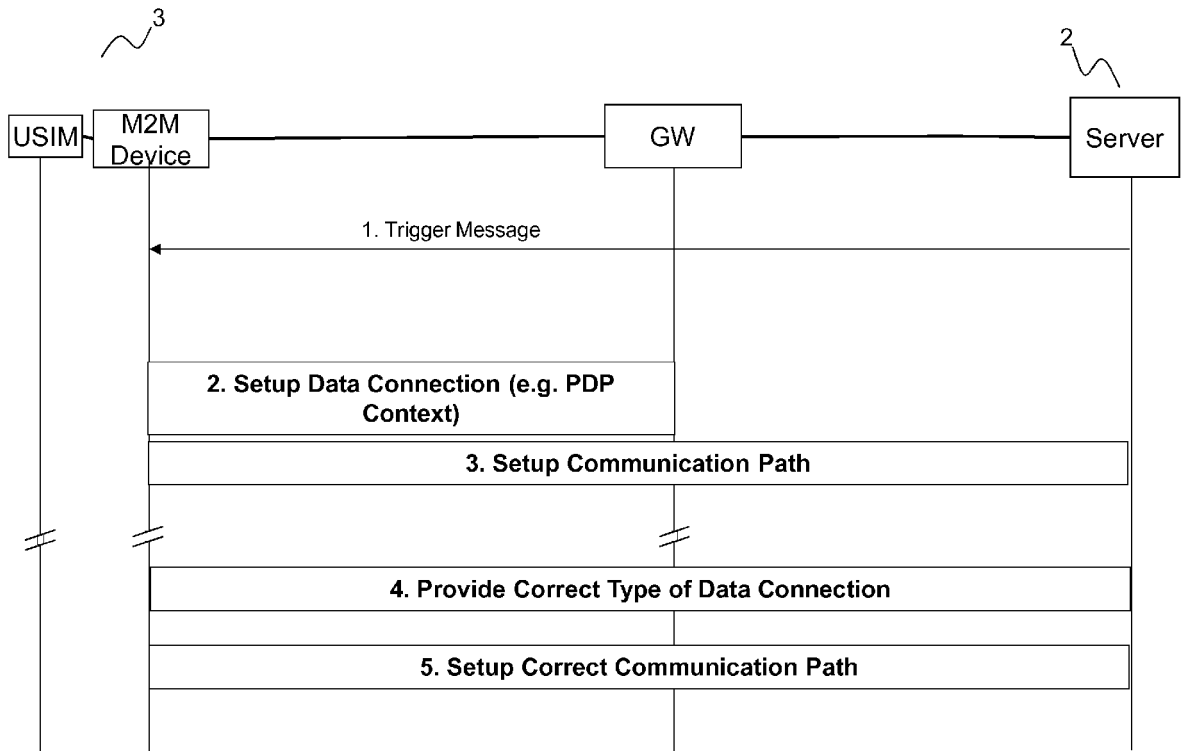 3
2
USIM
M2M
Device
GW
Server
1. Trigger Message
2. Setup Data Connection (e.g. PDP
Context)
3. Setup Communication Path
4. Provide Correct Type of Data Connection
5. Setup Correct Communication Path